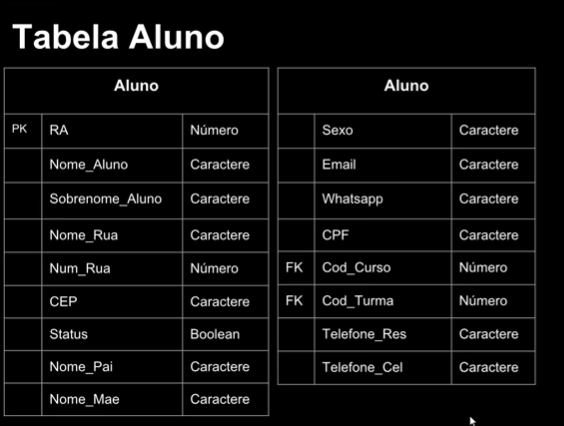 Tabela Aluno
Aluno
PK RA Número
Nome_Aluno Caractere
Sobrenome_Aluno Caractere
Nome_Rua Caractere
Num_Rua Número
CEP Caractere
Status Boolean
Nome_Pai Caractere
Nome_Mae Caractere
Aluno
Sexo Caractere
Email Caractere
Whatsapp Caractere
CPF Caractere
FK Cod_Curso Número
FK Cod_Turma Número
Telefone_Res Caractere
Telefone_Cel Caractere